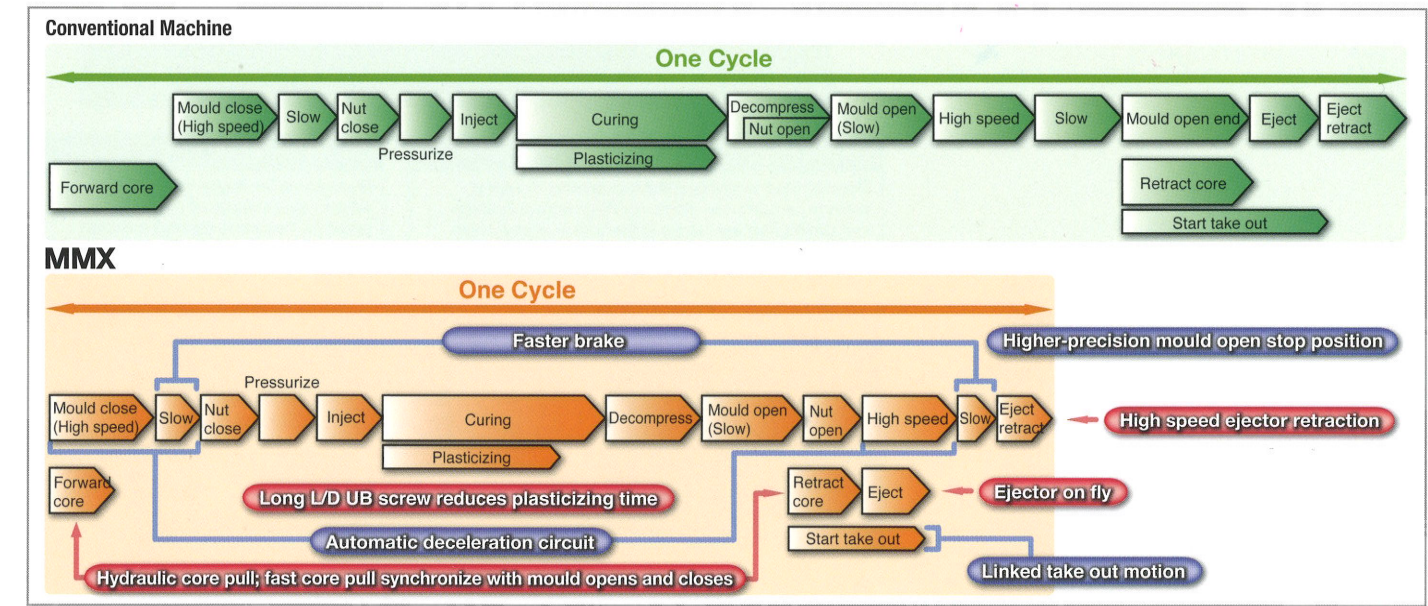 Conventional Machine
One Cycle
Mould close
(High speed)
Slow
Nut
close
Pressurize
Inject
Curing
Plasticizing
Decompress
Nut open
Mould open
(Slow)
High speed
Slow
Mould open end
Eject
Eject
retract
Forward core
Retract core
Start take out
MMX
One Cycle
Faster brake
Higher-precision mould open stop position
Pressurize
Mould close
(High speed)
Slow
Nut
close
Inject
Curing
Decompress
Mould open
(Slow)
Nut
open
High speed
Slow
Eject
retract
High speed ejector retraction
Plasticizing
Forward
core
Long L/D UB screw reduces plasticizing time
Retract
core
Eject
Ejector on fly
Automatic deceleration circuit
Start take out
Linked take out motion
Hydraulic core pull; fast core pull synchronize with mould opens and closes